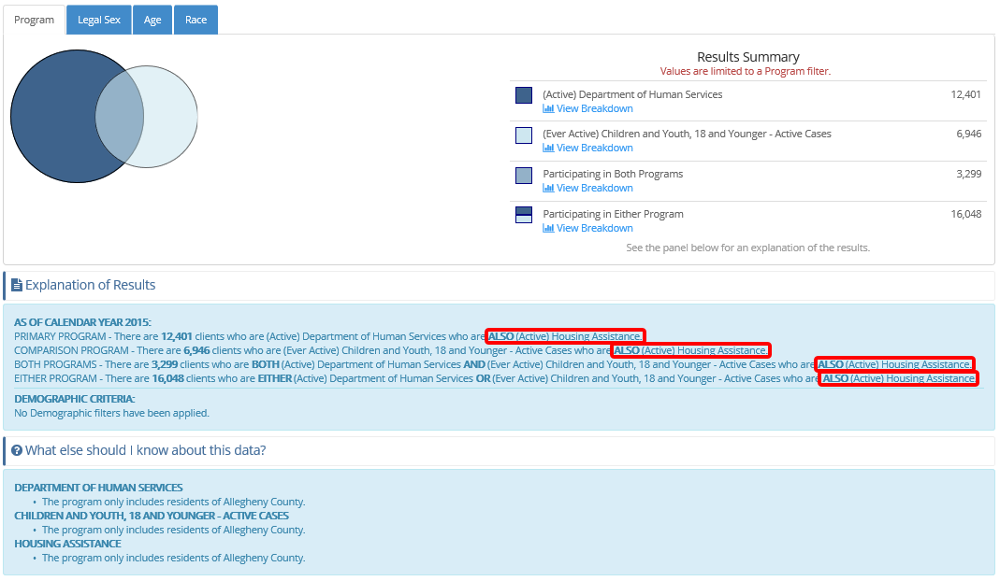 Program
Legal Sex
Age
Race
Results Summary
Values are limited to a Program filter.
(Active) Department of Human Services 12,401
View Breakdown
(Ever Active) Children and Youth, 18 and Younger - Active Cases 6,946
View Breakdown
Participating in Both Programs 3,299
View Breakdown
Participating in Either Program 16,048
View Breakdown
See the panel below for an explanation of the results.
Explanation of Results
AS OF CALENDAR YEAR 2015:
PRIMARY PROGRAM - There are 12,401 clients who are (Active) Department of Human Services who are ALSO (Active) Housing Assistance.
COMPARISON PROGRAM - There are 6,946 clients who are (Ever Active) Children and Youth, 18 and Younger - Active Cases who are ALSO (Active) Housing Assistance.
BOTH PROGRAMS - There are 3,299 clients who are BOTH (Active) Department of Human Services AND (Ever Active) Children and Youth, 18 and Younger - Active Cases who are ALSO (Active) Housing Assistance.
EITHER PROGRAM - There are 16,048 clients who are EITHER (Active) Department of Human Services OR (Ever Active) Children and Youth, 18 and Younger - Active Cases who are ALSO (Active) Housing Assistance.
DEMOGRAPHIC CRITERIA:
No Demographic filters have been applied.
What else should I know about this data?
DEPARTMENT OF HUMAN SERVICES
• The program only includes residents of Allegheny County.
CHILDREN AND YOUTH, 18 AND YOUNGER - ACTIVE CASES
• The program only includes residents of Allegheny County.
HOUSING ASSISTANCE
• The program only includes residents of Allegheny County.